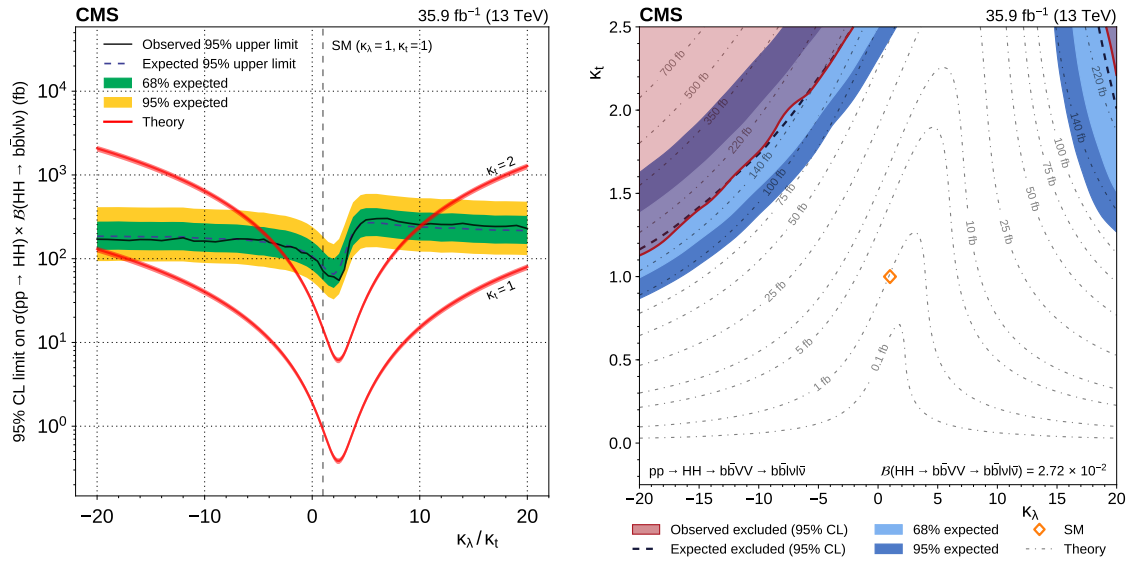 CMS 35.9 fb⁻¹ (13 TeV)
95% CL limit on σ(pp → HH) × ℬ(HH → bb̄lνlν) (fb)
Observed 95% upper limit
Expected 95% upper limit
68% expected
95% expected
Theory
SM (κλ = 1, κt = 1)
κt = 2
κt = 1
10⁴
10³
10²
10¹
10⁰
−20 −10 0 10 20
κλ / κt
CMS 35.9 fb⁻¹ (13 TeV)
κt
2.5
2.0
1.5
1.0
0.5
0.0
700 fb
500 fb
350 fb
220 fb
140 fb
100 fb
75 fb
50 fb
25 fb
5 fb
1 fb
0.1 fb
10 fb
25 fb
50 fb
75 fb
100 fb
140 fb
220 fb
pp → HH → bb̄VV → bb̄lνlν̄ ℬ(HH → bb̄VV → bb̄lνlν̄) = 2.72 × 10⁻²
−20 −15 −10 −5 0 5 10 15 20
κλ
Observed excluded (95% CL)
Expected excluded (95% CL)
68% expected
95% expected
SM
Theory